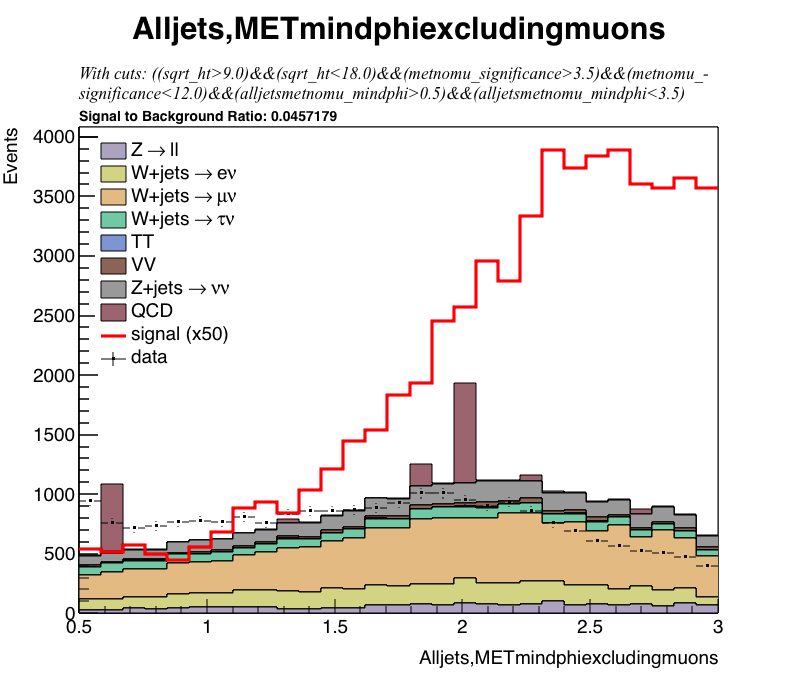 Alljets,METmindphiexcludingmuons
With cuts: ((sqrt_ht>9.0)&&(sqrt_ht<18.0)&&(metnomu_significance>3.5)&&(metnomu_-
significance<12.0)&&(alljetsmetnomu_mindphi>0.5)&&(alljetsmetnomu_mindphi<3.5)
Signal to Background Ratio: 0.0457179
Events
4000
3500
3000
2500
2000
1500
1000
500
0
Z → ll
W+jets → eν
W+jets → μν
W+jets → τν
TT
VV
Z+jets → νν
QCD
signal (x50)
data
0.5 1 1.5 2 2.5 3
Alljets,METmindphiexcludingmuons